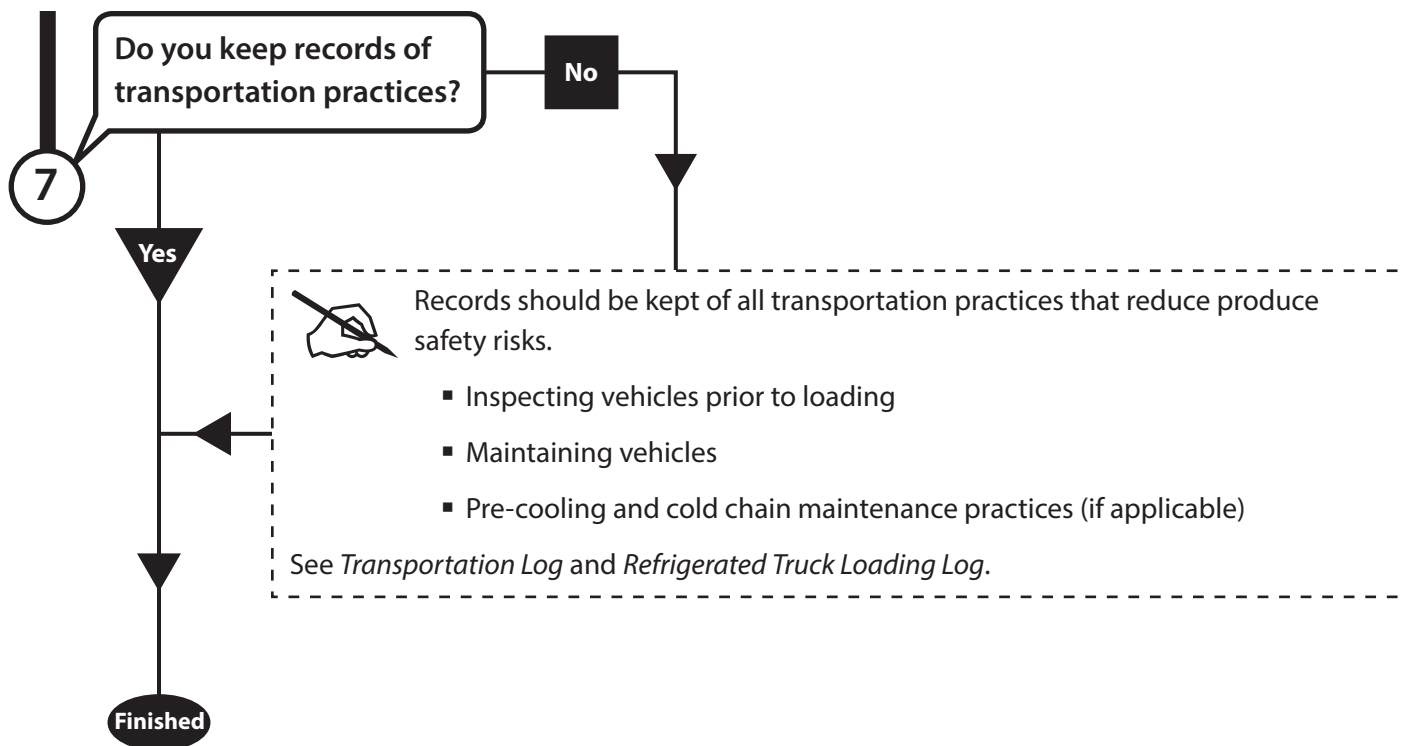 Do you keep records of
transportation practices?
No
7
Yes
Records should be kept of all transportation practices that reduce produce
safety risks.
▪ Inspecting vehicles prior to loading
▪ Maintaining vehicles
▪ Pre-cooling and cold chain maintenance practices (if applicable)
See Transportation Log and Refrigerated Truck Loading Log.
Finished